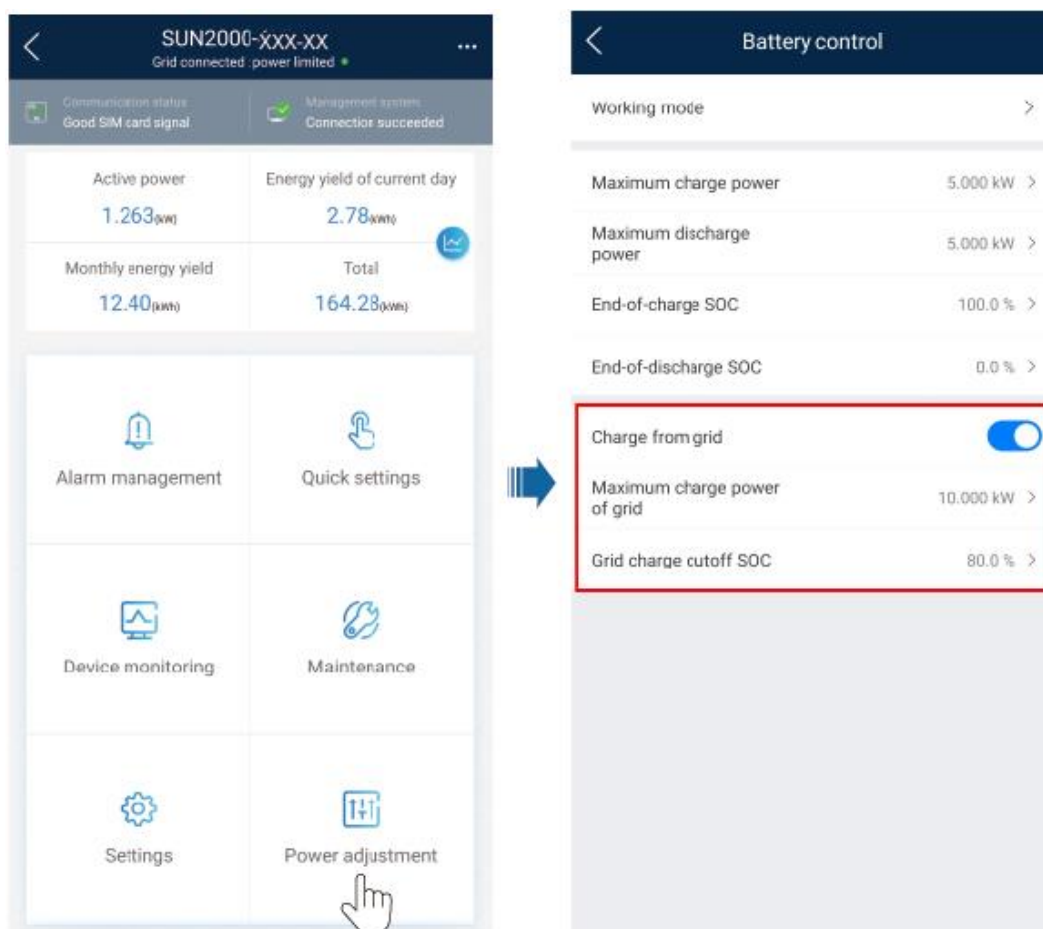 SUN2000-XXX-XX
Grid connected :power limited
Communication status
Good SIM card signal
Management system
Connection succeeded
Active power
1.263(kW)
Energy yield of current day
2.78(kWh)
Monthly energy yield
12.40(kWh)
Total
164.28(kWh)
Alarm management
Quick settings
Device monitoring
Maintenance
Settings
Power adjustment
Battery control
Working mode
Maximum charge power
5.000 kW
Maximum discharge
power
5.000 kW
End-of-charge SOC
100.0 %
End-of-discharge SOC
0.0 %
Charge from grid
Maximum charge power
of grid
10.000 kW
Grid charge cutoff SOC
80.0 %